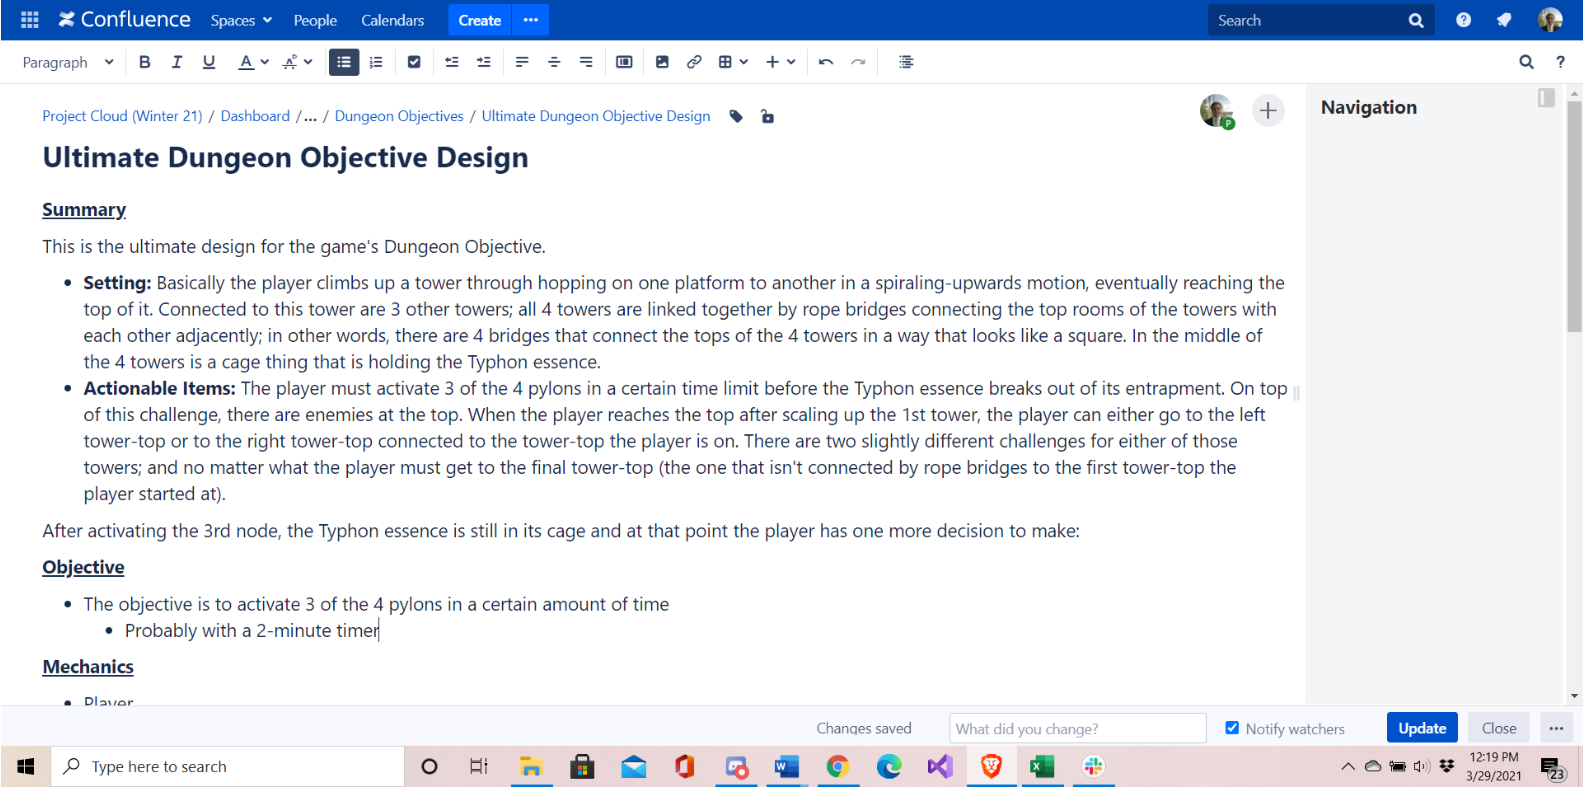 Confluence Spaces People Calendars Create ··· Search
Paragraph B I U A
Project Cloud (Winter 21) / Dashboard /... / Dungeon Objectives / Ultimate Dungeon Objective Design
P
Navigation
Ultimate Dungeon Objective Design
Summary
This is the ultimate design for the game's Dungeon Objective.
• Setting: Basically the player climbs up a tower through hopping on one platform to another in a spiraling-upwards motion, eventually reaching the
top of it. Connected to this tower are 3 other towers; all 4 towers are linked together by rope bridges connecting the top rooms of the towers with
each other adjacently; in other words, there are 4 bridges that connect the tops of the 4 towers in a way that looks like a square. In the middle of
the 4 towers is a cage thing that is holding the Typhon essence.
• Actionable Items: The player must activate 3 of the 4 pylons in a certain time limit before the Typhon essence breaks out of its entrapment. On top
of this challenge, there are enemies at the top. When the player reaches the top after scaling up the 1st tower, the player can either go to the left
tower-top or to the right tower-top connected to the tower-top the player is on. There are two slightly different challenges for either of those
towers; and no matter what the player must get to the final tower-top (the one that isn't connected by rope bridges to the first tower-top the
player started at).
After activating the 3rd node, the Typhon essence is still in its cage and at that point the player has one more decision to make:
Objective
• The objective is to activate 3 of the 4 pylons in a certain amount of time
• Probably with a 2-minute timer
Mechanics
• Player
Changes saved What did you change? Notify watchers Update Close ···
Type here to search
12:19 PM
3/29/2021
23